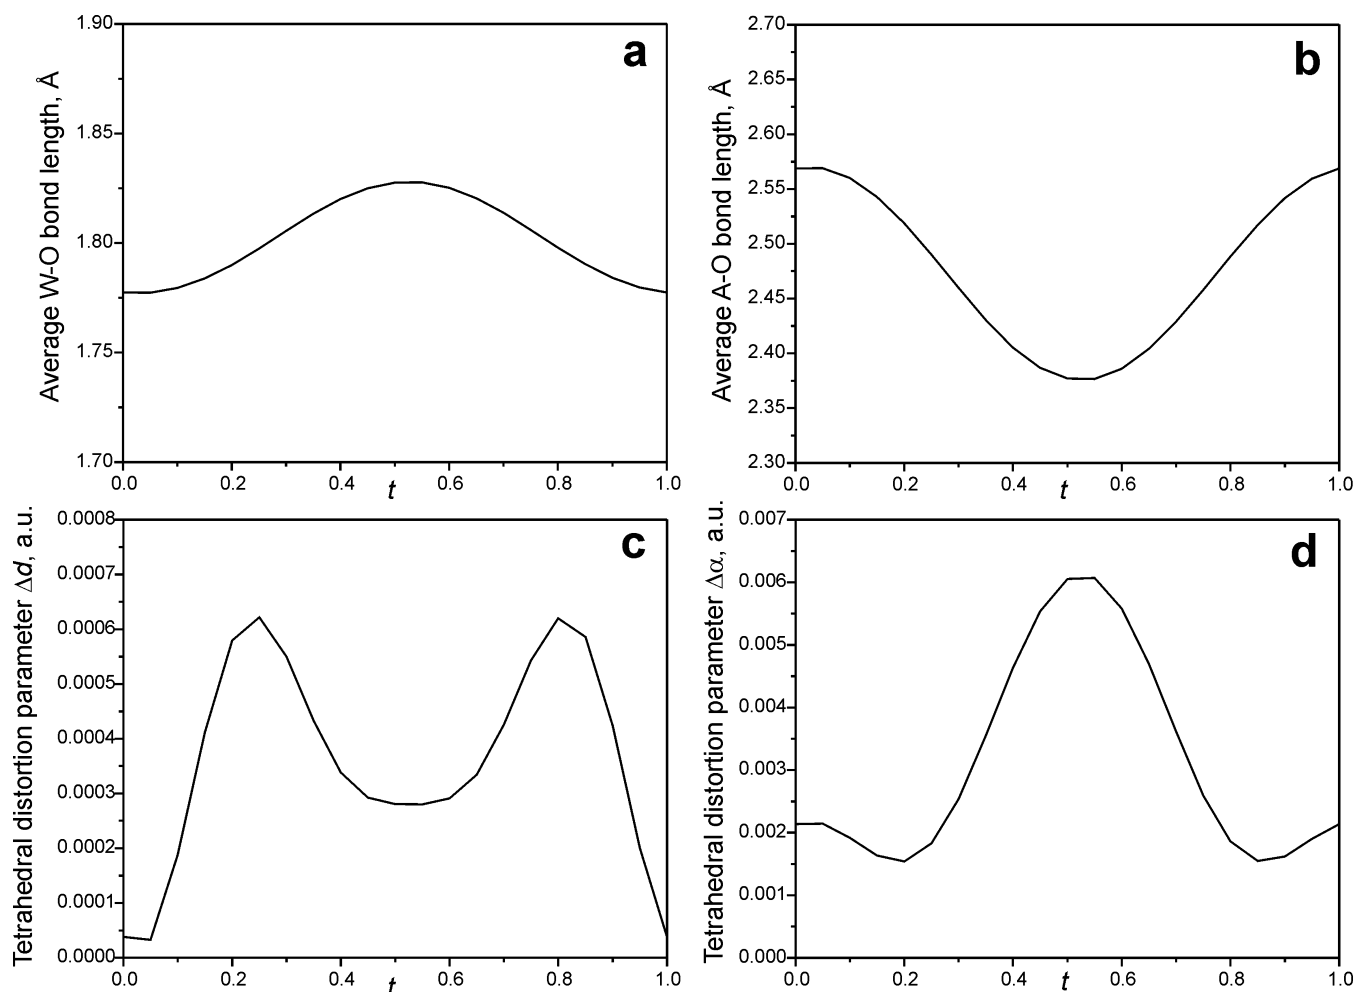 a
Average W-O bond length, Å
1.90
1.85
1.80
1.75
1.70
0.0 0.2 0.4 0.6 0.8 1.0
t
b
Average A-O bond length, Å
2.70
2.65
2.60
2.55
2.50
2.45
2.40
2.35
2.30
0.0 0.2 0.4 0.6 0.8 1.0
t
c
Tetrahedral distortion parameter Δd, a.u.
0.0008
0.0007
0.0006
0.0005
0.0004
0.0003
0.0002
0.0001
0.0000
0.0 0.2 0.4 0.6 0.8 1.0
t
d
Tetrahedral distortion parameter Δα, a.u.
0.007
0.006
0.005
0.004
0.003
0.002
0.001
0.000
0.0 0.2 0.4 0.6 0.8 1.0
t